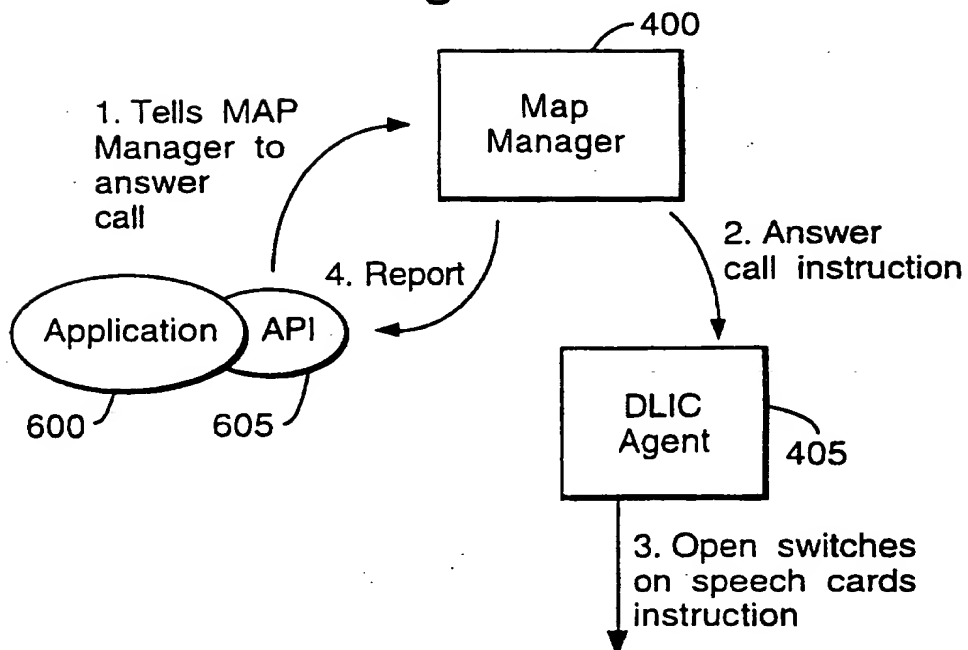 400
1. Tells MAP
Manager to
answer
call
Map
Manager
2. Answer
call instruction
4. Report
Application
API
600
605
DLIC
Agent
405
3. Open switches
on speech cards
instruction